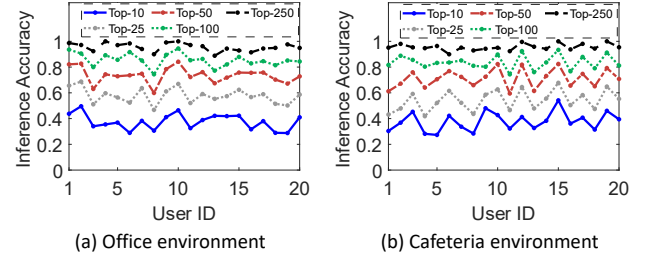 Top-10 Top-50 Top-250
Top-25 Top-100
Inference Accuracy
1
0.8
0.6
0.4
0.2
0
1 5 10 15 20
User ID
(a) Office environment
Top-10 Top-50 Top-250
Top-25 Top-100
Inference Accuracy
1
0.8
0.6
0.4
0.2
0
1 5 10 15 20
User ID
(b) Cafeteria environment